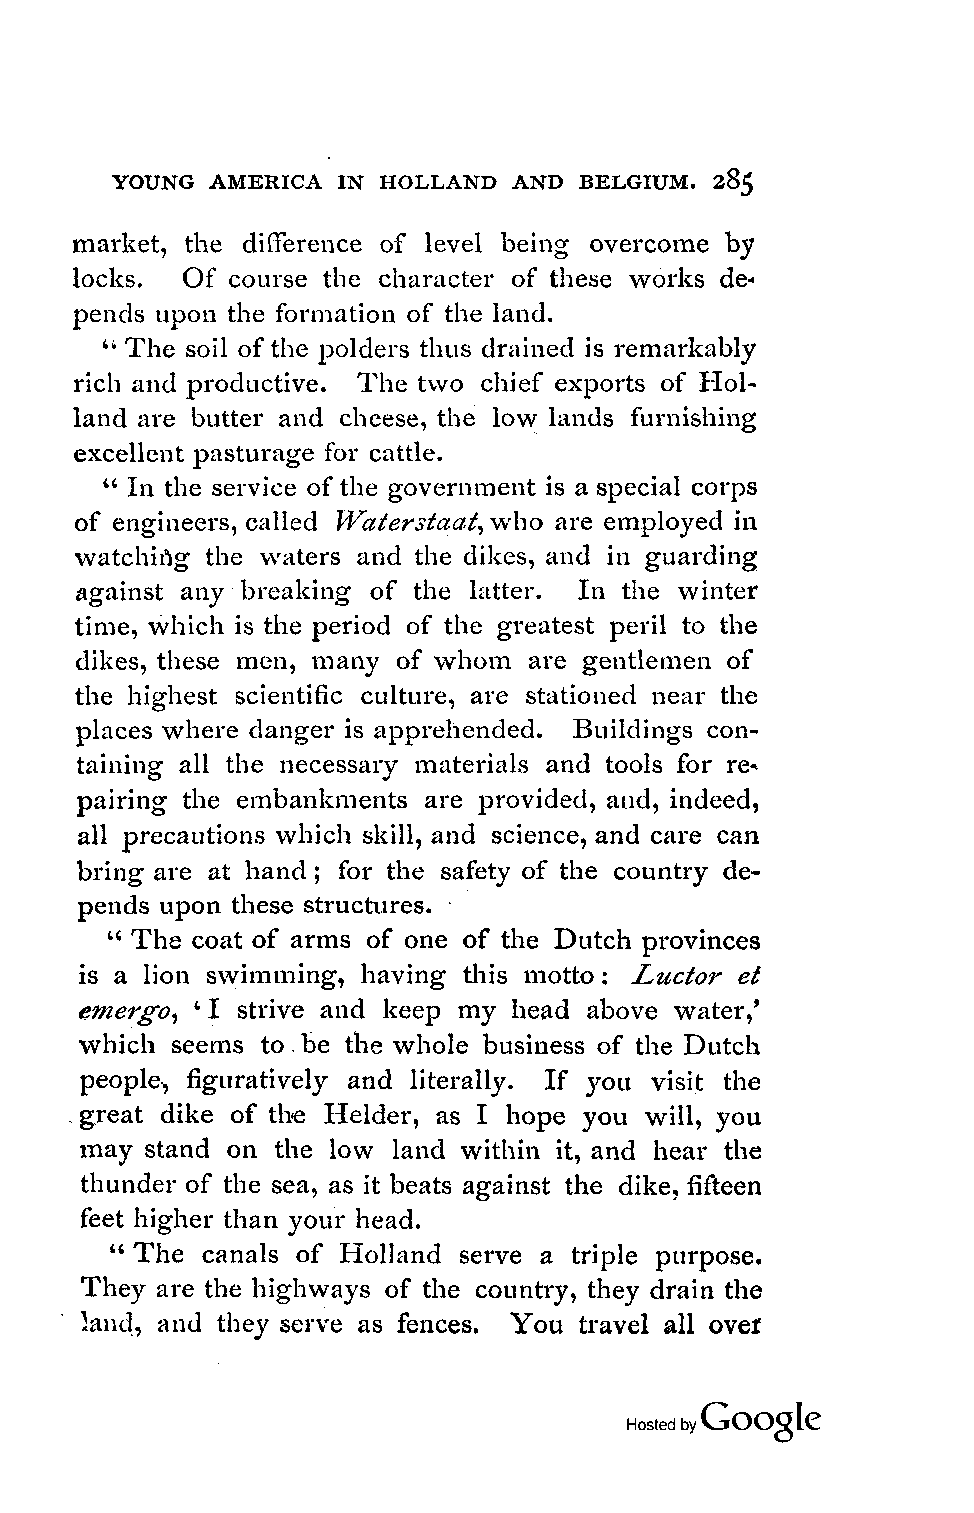 YOUNG AMERICA IN HOLLAND AND BELGIUM. 285
market, the difference of level being overcome by
locks. Of course the character of these works de-
pends upon the formation of the land.
“ The soil of the polders thus drained is remarkably
rich and productive. The two chief exports of Hol-
land are butter and cheese, the low lands furnishing
excellent pasturage for cattle.
“ In the service of the government is a special corps
of engineers, called Waterstaat, who are employed in
watching the waters and the dikes, and in guarding
against any breaking of the latter. In the winter
time, which is the period of the greatest peril to the
dikes, these men, many of whom are gentlemen of
the highest scientific culture, are stationed near the
places where danger is apprehended. Buildings con-
taining all the necessary materials and tools for re-
pairing the embankments are provided, and, indeed,
all precautions which skill, and science, and care can
bring are at hand ; for the safety of the country de-
pends upon these structures.
“ The coat of arms of one of the Dutch provinces
is a lion swimming, having this motto : Luctor et
emergo, ‘ I strive and keep my head above water,’
which seems to be the whole business of the Dutch
people, figuratively and literally. If you visit the
great dike of the Helder, as I hope you will, you
may stand on the low land within it, and hear the
thunder of the sea, as it beats against the dike, fifteen
feet higher than your head.
“ The canals of Holland serve a triple purpose.
They are the highways of the country, they drain the
land, and they serve as fences. You travel all over
Hosted by Google